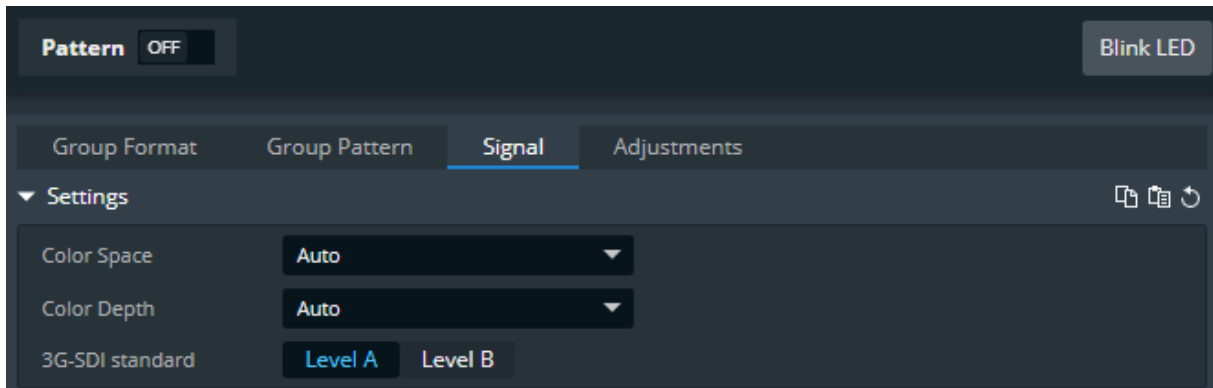 Pattern OFF Blink LED
Group Format Group Pattern Signal Adjustments
Settings
Color Space Auto
Color Depth Auto
3G-SDI standard Level A Level B